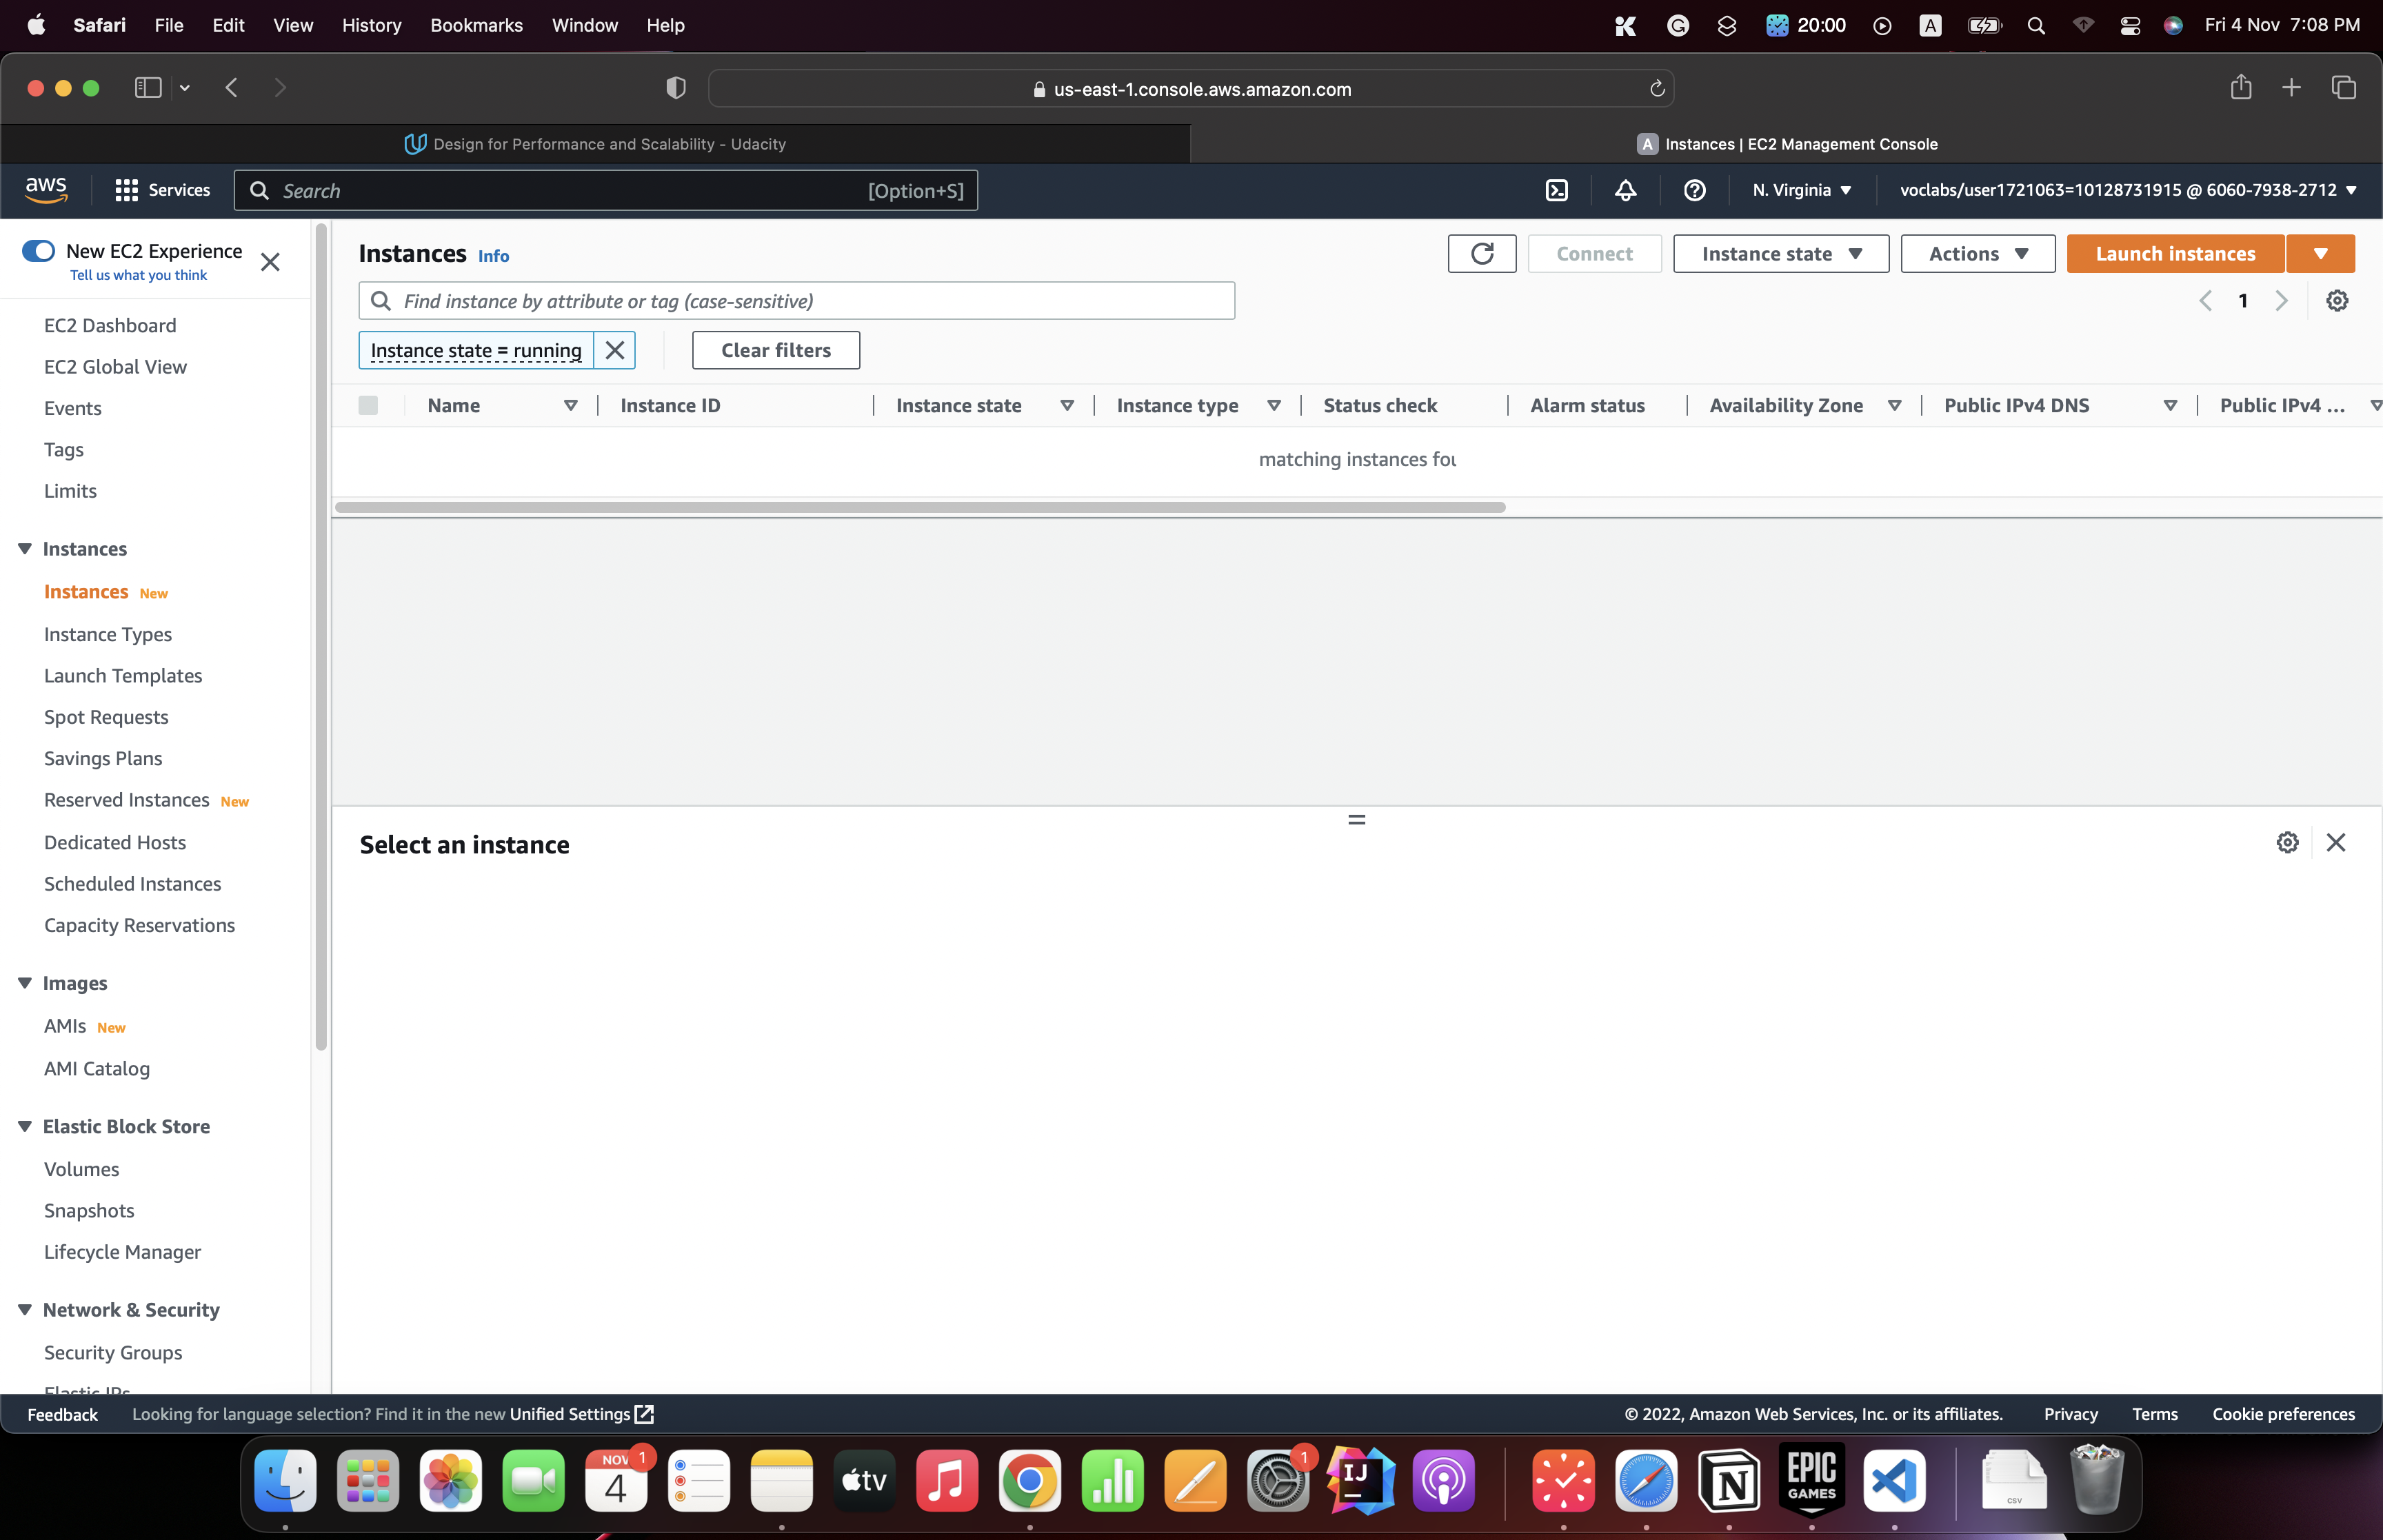 Safari File Edit View History Bookmarks Window Help 20:00 A Fri 4 Nov 7:08 PM
us-east-1.console.aws.amazon.com
Design for Performance and Scalability - Udacity
A Instances | EC2 Management Console
aws Services Search [Option+S] N. Virginia voclabs/user1721063=10128731915 @ 6060-7938-2712
New EC2 Experience
Tell us what you think
EC2 Dashboard
EC2 Global View
Events
Tags
Limits
Instances
Instances New
Instance Types
Launch Templates
Spot Requests
Savings Plans
Reserved Instances New
Dedicated Hosts
Scheduled Instances
Capacity Reservations
Images
AMIs New
AMI Catalog
Elastic Block Store
Volumes
Snapshots
Lifecycle Manager
Network & Security
Security Groups
Elastic IPs
Instances Info
Connect Instance state Actions Launch instances
Find instance by attribute or tag (case-sensitive)
1
Instance state = running Clear filters
Name Instance ID Instance state Instance type Status check Alarm status Availability Zone Public IPv4 DNS Public IPv4 ...
matching instances fou
Select an instance
Feedback Looking for language selection? Find it in the new Unified Settings © 2022, Amazon Web Services, Inc. or its affiliates. Privacy Terms Cookie preferences
NOV 1
4
tv
1
IJ
N
EPIC
GAMES
csv